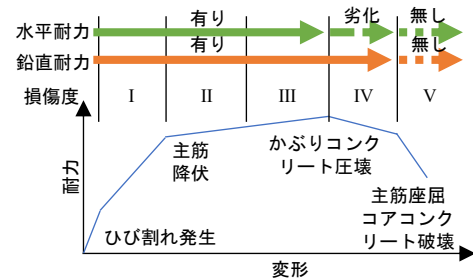 水平耐力 有り 劣化 無し
鉛直耐力 有り 無し
損傷度 I II III IV V
耐力
主筋
降伏
かぶりコンク
リート圧壊
ひび割れ発生
主筋座屈
コアコンク
リート破壊
変形